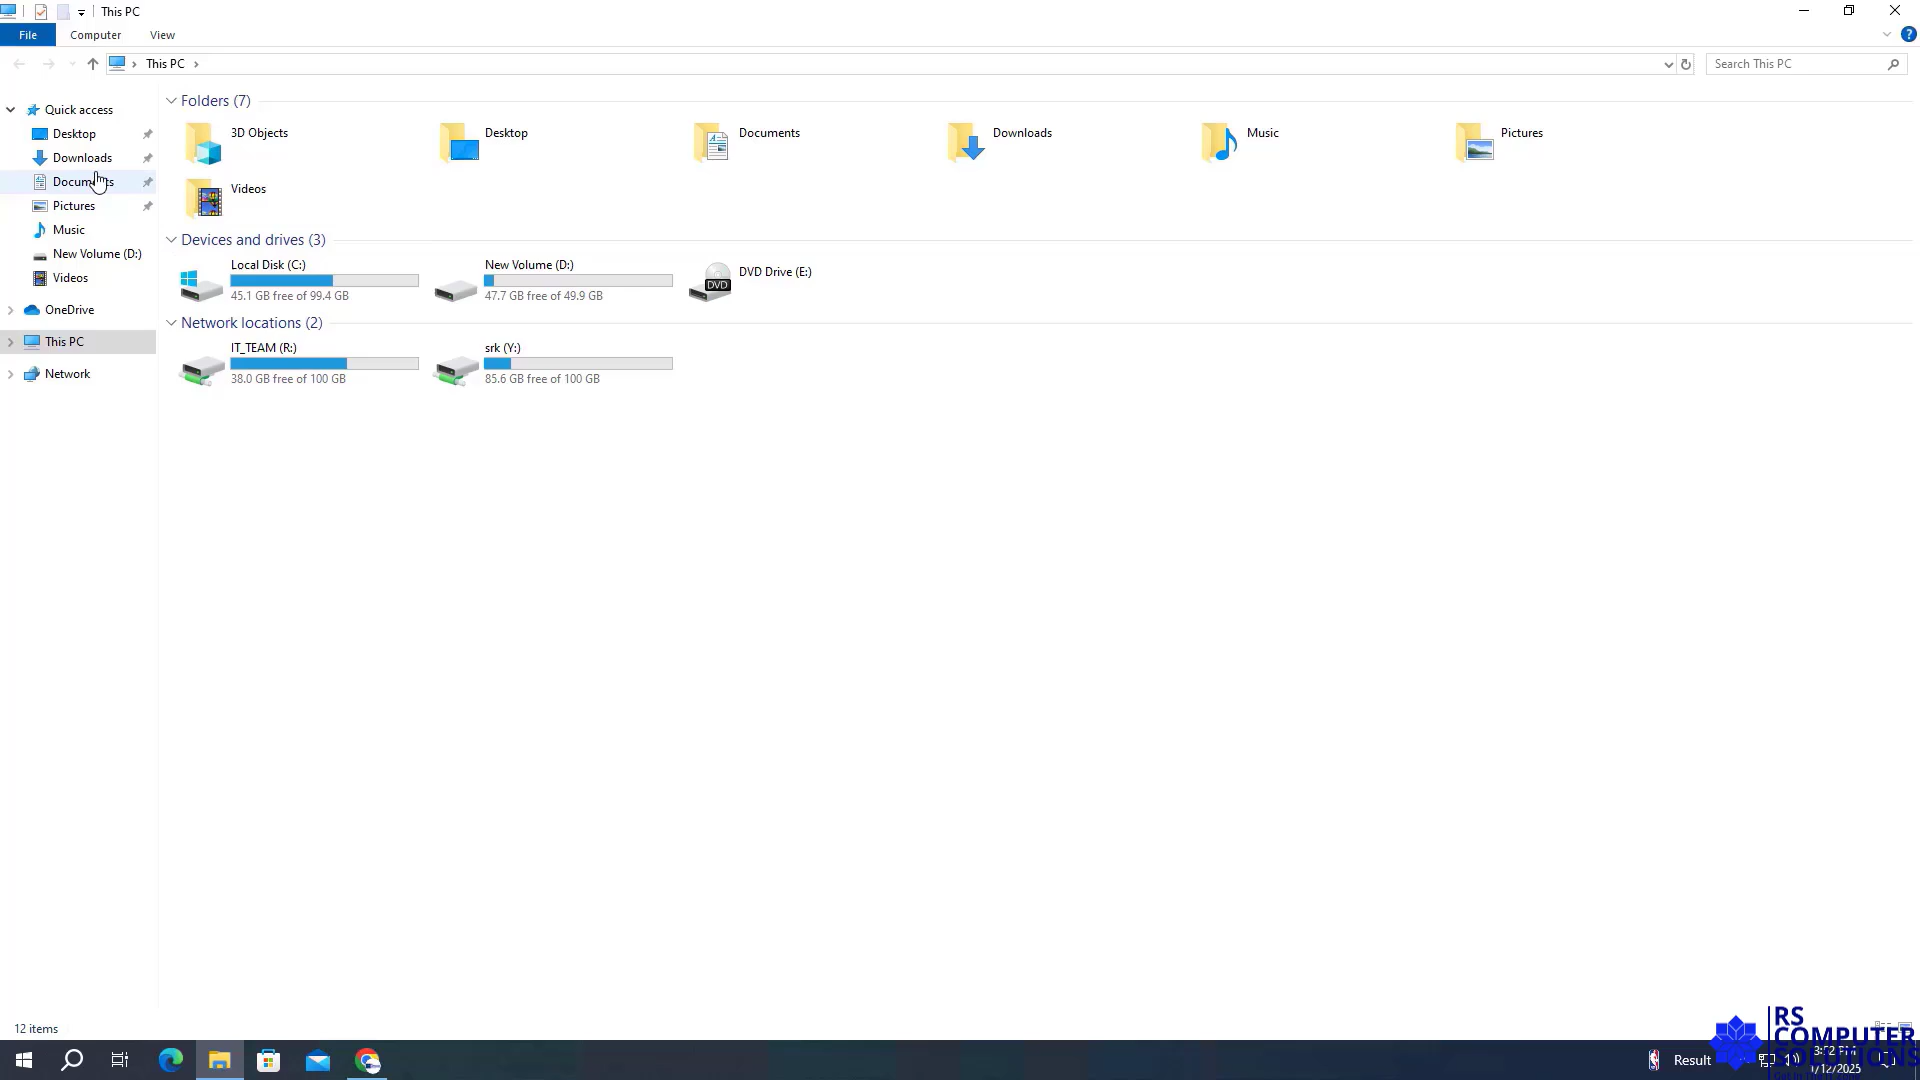 This PC
File Computer View
This PC
Search This PC
Quick access
Desktop
Downloads
Documents
Pictures
Music
New Volume (D:)
Videos
OneDrive
This PC
Network
Folders (7)
3D Objects
Desktop
Documents
Downloads
Music
Pictures
Videos
Devices and drives (3)
Local Disk (C:)
45.1 GB free of 99.4 GB
New Volume (D:)
47.7 GB free of 49.9 GB
DVD
DVD Drive (E:)
Network locations (2)
IT_TEAM (R:)
38.0 GB free of 100 GB
srk (Y:)
85.6 GB free of 100 GB
12 items
Result
RS
COMPUTER
SOLUTIONS
1/12/2025